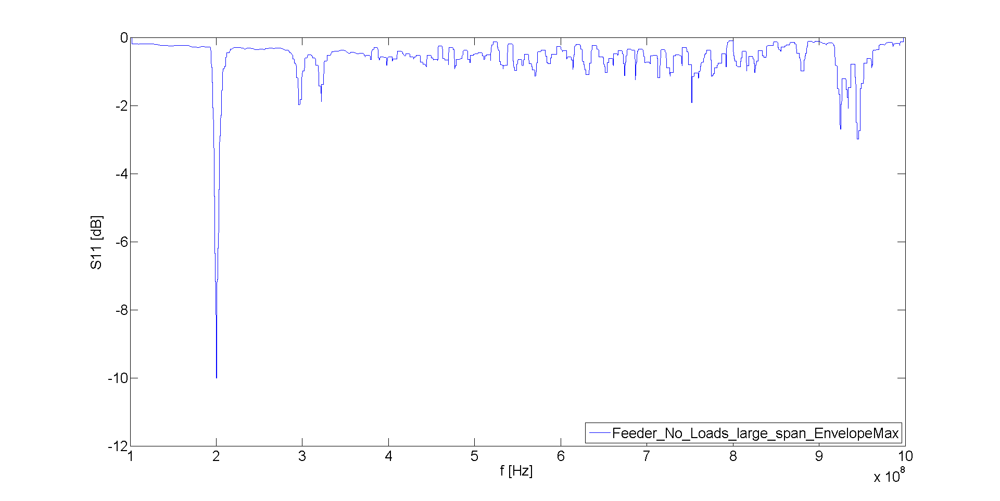 0
-2
-4
-6
-8
-10
-12
S11 [dB]
Feeder_No_Loads_large_span_EnvelopeMax
1 2 3 4 5 6 7 8 9 10
f [Hz]
x 10^8